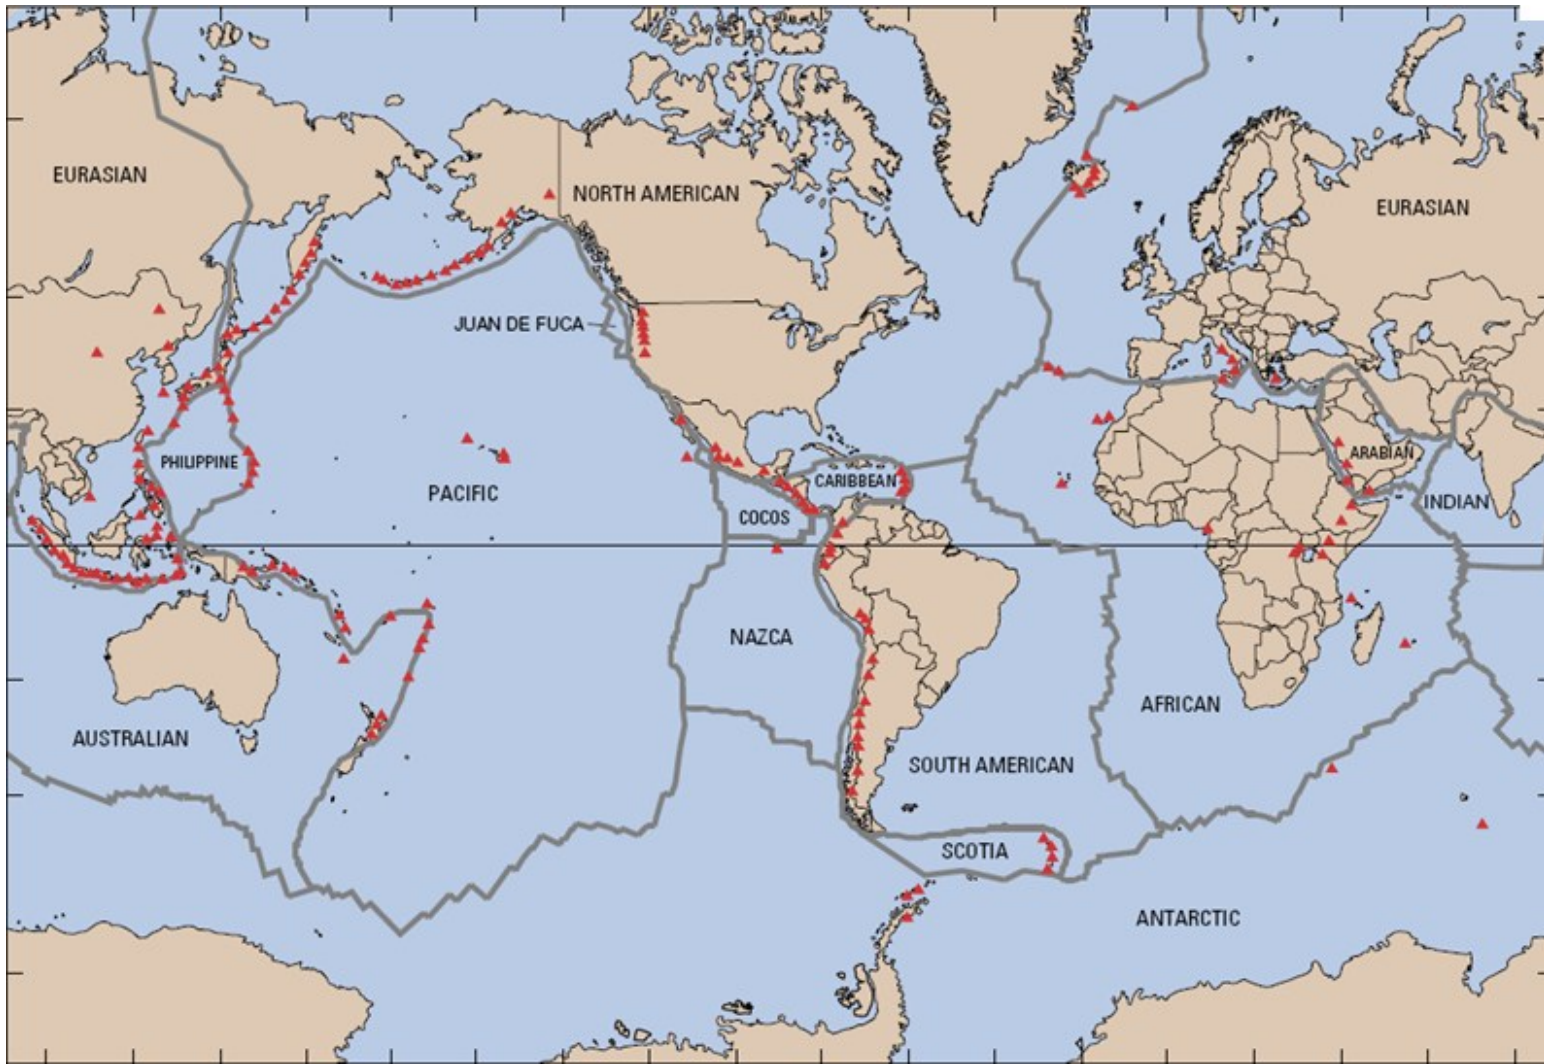 EURASIAN
NORTH AMERICAN
EURASIAN
JUAN DE FUCA
PHILIPPINE
PACIFIC
CARIBBEAN
ARABIAN
COCOS
INDIAN
NAZCA
AFRICAN
AUSTRALIAN
SOUTH AMERICAN
SCOTIA
ANTARCTIC